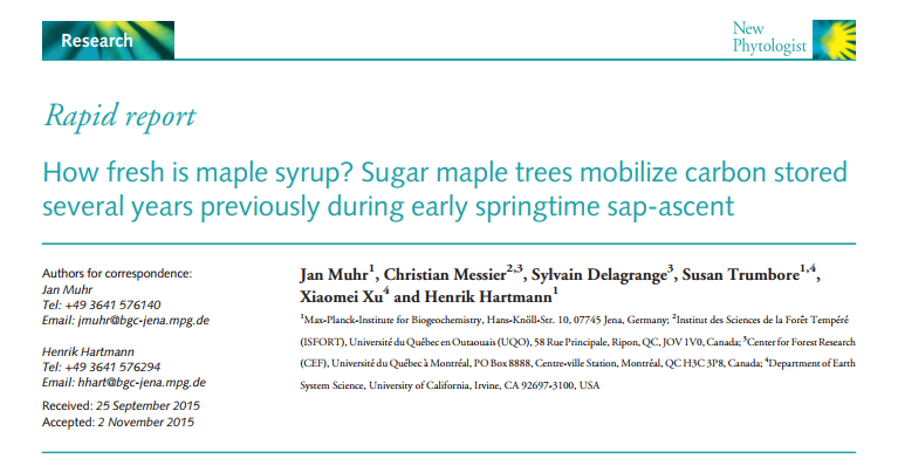 Research
New
Phytologist
Rapid report
How fresh is maple syrup? Sugar maple trees mobilize carbon stored
several years previously during early springtime sap-ascent
Authors for correspondence:
Jan Muhr
Tel: +49 3641 576140
Email: jmuhr@bgc-jena.mpg.de
Henrik Hartmann
Tel: +49 3641 576294
Email: hhart@bgc-jena.mpg.de
Received: 25 September 2015
Accepted: 2 November 2015
Jan Muhr1, Christian Messier2,3, Sylvain Delagrange3, Susan Trumbore1,4,
Xiaomei Xu4 and Henrik Hartmann1
1Max-Planck-Institute for Biogeochemistry, Hans-Knöll-Str. 10, 07745 Jena, Germany; 2Institut des Sciences de la Forêt Tempéré
(ISFORT), Université du Québec en Outaouais (UQO), 58 Rue Principale, Ripon, QC, JOV 1V0, Canada; 3Center for Forest Research
(CEF), Université du Québec à Montréal, PO Box 8888, Centre-ville Station, Montréal, QC H3C 3P8, Canada; 4Department of Earth
System Science, University of California, Irvine, CA 92697-3100, USA